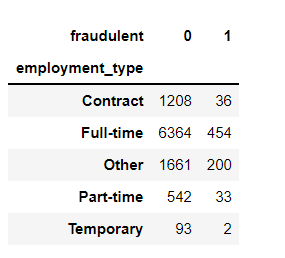 fraudulent 0 1
employment_type
Contract 1208 36
Full-time 6364 454
Other 1661 200
Part-time 542 33
Temporary 93 2